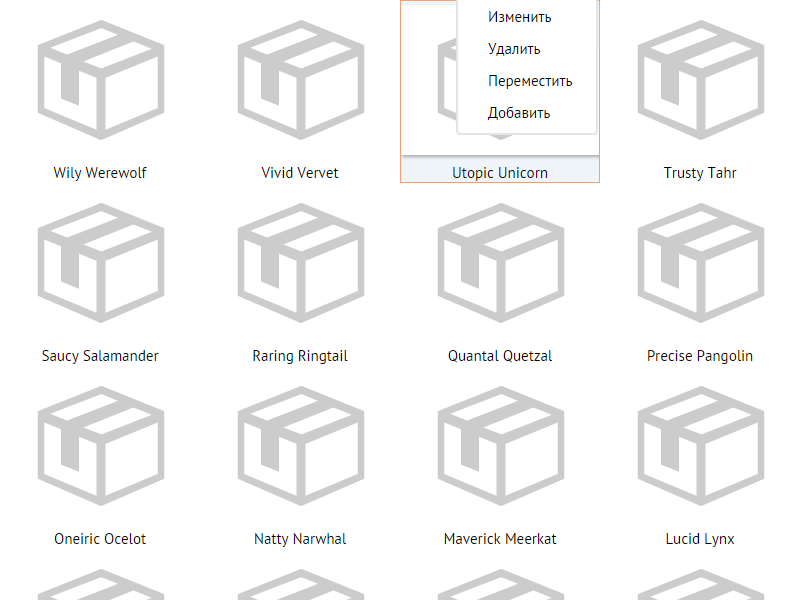 Изменить
Удалить
Переместить
Добавить
Wily Werewolf
Vivid Vervet
Utopic Unicorn
Trusty Tahr
Saucy Salamander
Raring Ringtail
Quantal Quetzal
Precise Pangolin
Oneiric Ocelot
Natty Narwhal
Maverick Meerkat
Lucid Lynx